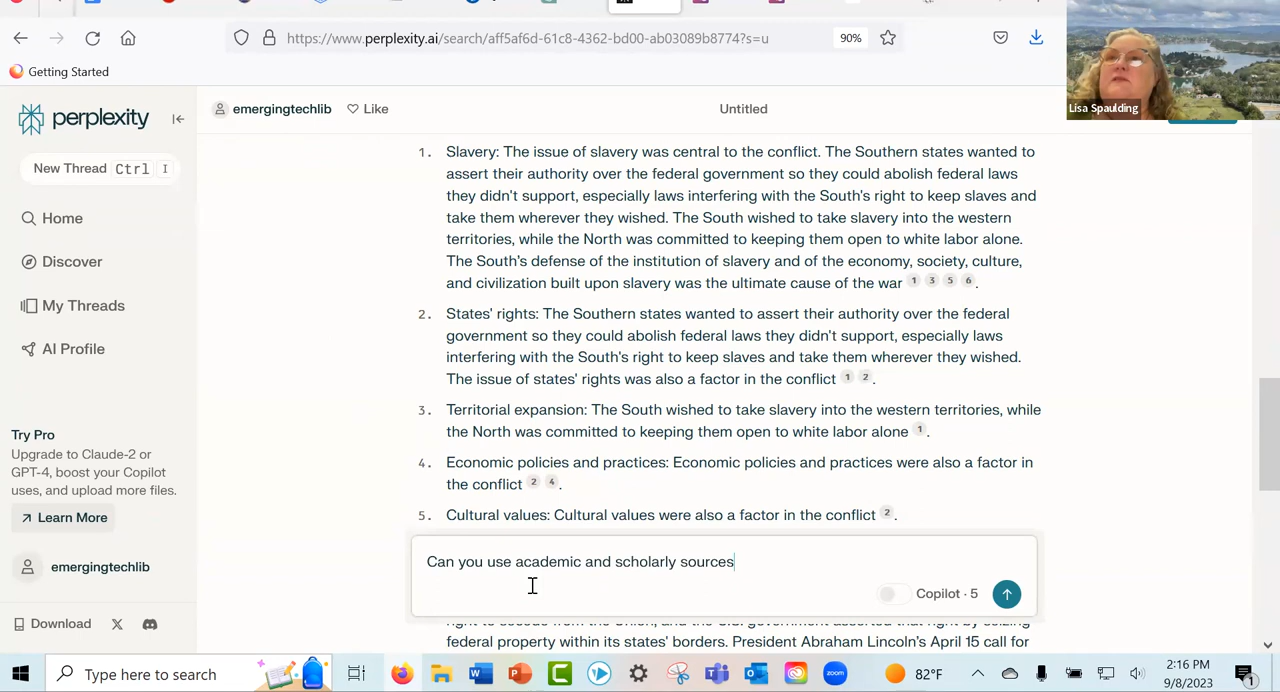 https://www.perplexity.ai/search/aff5af6d-61c8-4362-bd00-ab03089b8774?s=u
90%
Getting Started
Lisa Spaulding
perplexity
emergingtechlib
Like
Untitled
New Thread Ctrl I
Home
Discover
My Threads
AI Profile
Try Pro
Upgrade to Claude-2 or
GPT-4, boost your Copilot
uses, and upload more files.
Learn More
emergingtechlib
Download
1. Slavery: The issue of slavery was central to the conflict. The Southern states wanted to
assert their authority over the federal government so they could abolish federal laws
they didn't support, especially laws interfering with the South's right to keep slaves and
take them wherever they wished. The South wished to take slavery into the western
territories, while the North was committed to keeping them open to white labor alone.
The South's defense of the institution of slavery and of the economy, society, culture,
and civilization built upon slavery was the ultimate cause of the war 1 3 5 6.
2. States' rights: The Southern states wanted to assert their authority over the federal
government so they could abolish federal laws they didn't support, especially laws
interfering with the South's right to keep slaves and take them wherever they wished.
The issue of states' rights was also a factor in the conflict 1 2.
3. Territorial expansion: The South wished to take slavery into the western territories, while
the North was committed to keeping them open to white labor alone 1.
4. Economic policies and practices: Economic policies and practices were also a factor in
the conflict 2 4.
5. Cultural values: Cultural values were also a factor in the conflict 2.
Can you use academic and scholarly sources
Copilot · 5
federal property within its states' borders. President Abraham Lincoln's April 15 call for
Type here to search
82°F
2:16 PM
9/8/2023
1